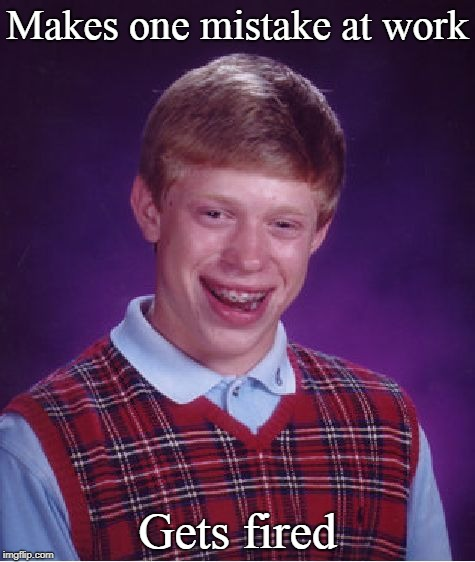 Makes one mistake at work
Gets fired
imgflip.com